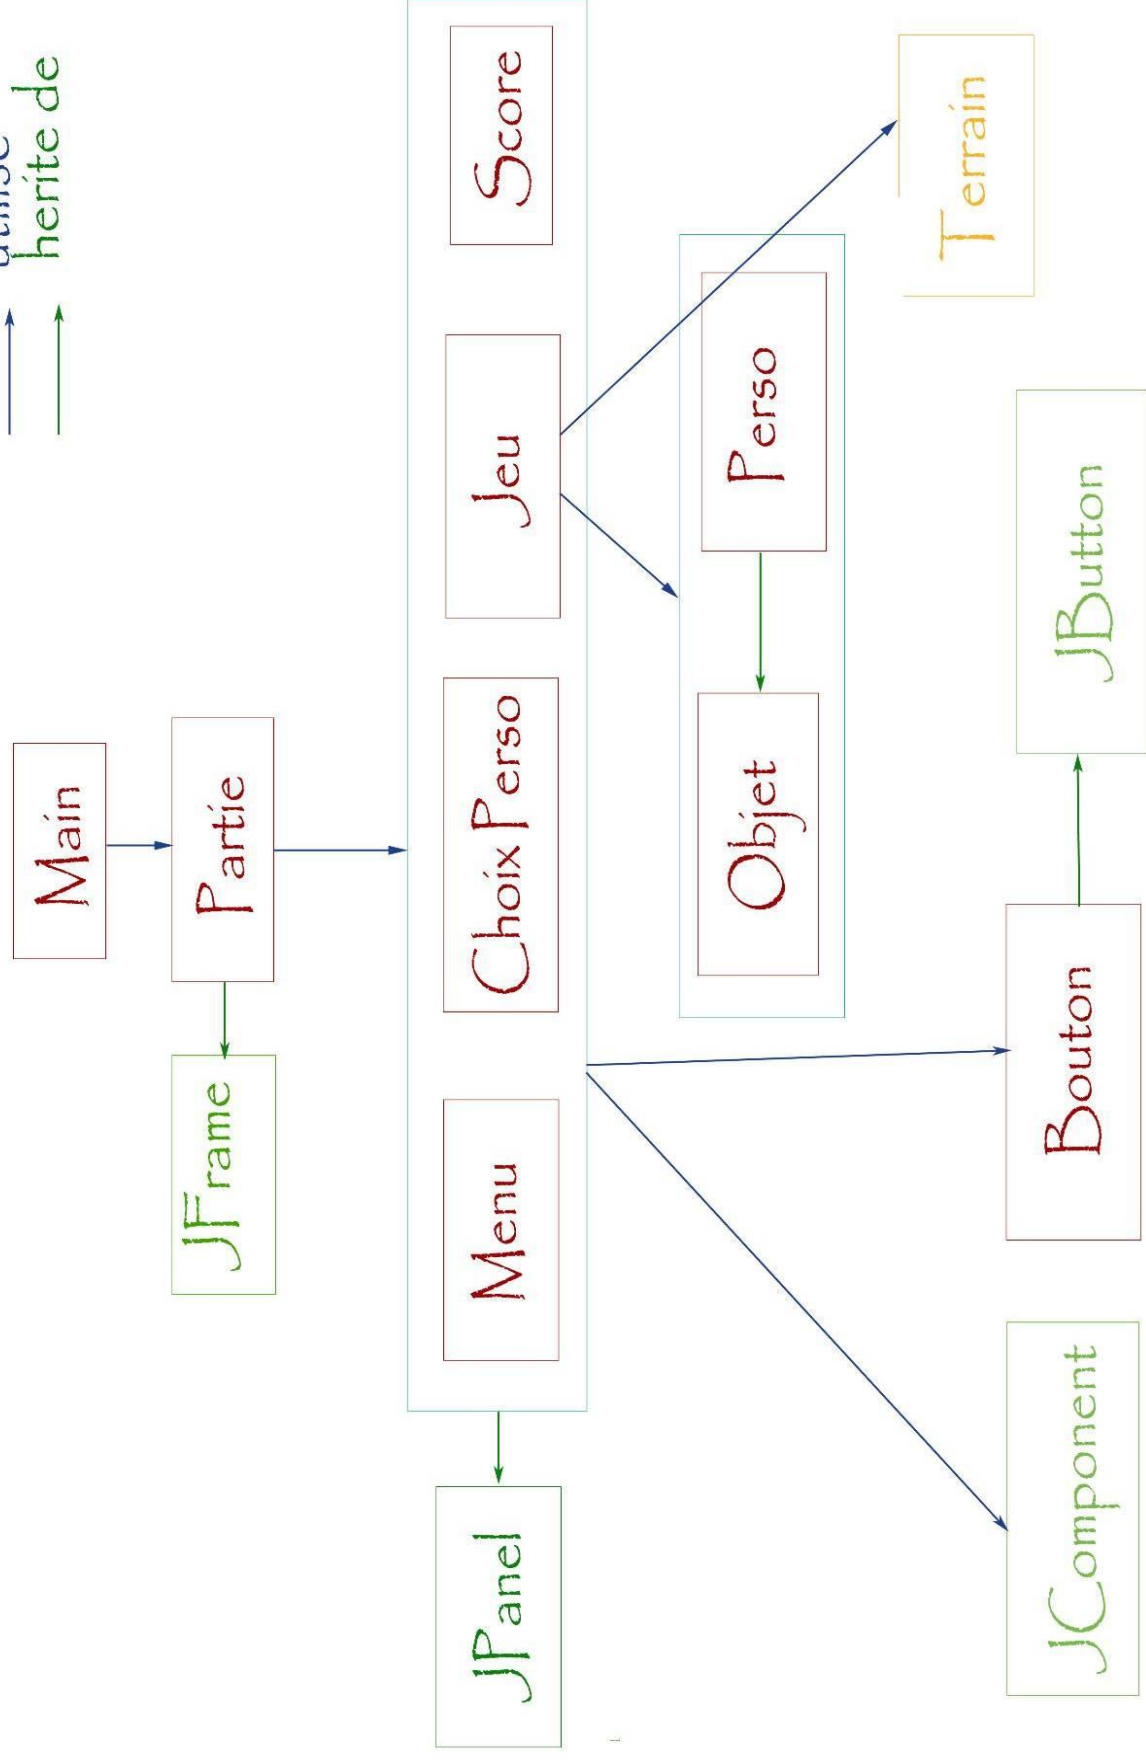 utilise
herite de
Main
JFrame
Partie
JPanel
Menu
Choix Perso
Jeu
Score
Objet
Perso
Terrain
JComponent
Bouton
JButton